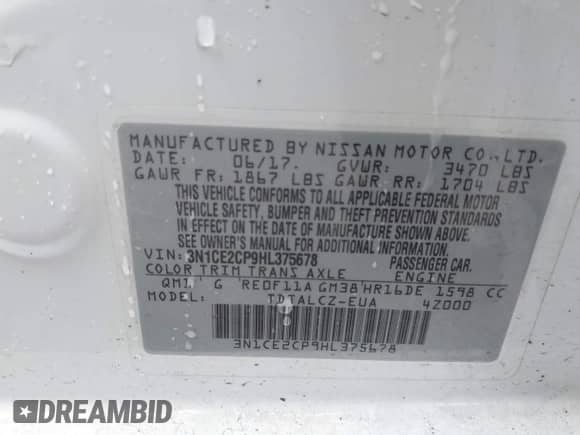 MANUFACTURED BY NISSAN MOTOR CO., LTD.
DATE: 06/17. GVWR: 3470 LBS
GAWR FR: 1867 LBS GAWR RR: 1704 LBS
THIS VEHICLE CONFORMS TO ALL APPLICABLE FEDERAL MOTOR
VEHICLE SAFETY, BUMPER AND THEFT PREVENTION STANDARDS
IN EFFECT ON THE DATE OF MANUFACTURE SHOWN ABOVE.
SEE OWNER'S MANUAL FOR ADDITIONAL INFORMATION.
VIN: 3N1CE2CP9HL375678 PASSENGER CAR.
COLOR TRIM TRANS AXLE ENGINE
QM1 G RE0F11A GM38 HR16DE 1598 CC
MODEL: TDTALCZ-EUA 4Z000
3N1CE2CP9HL375678
DREAMBID